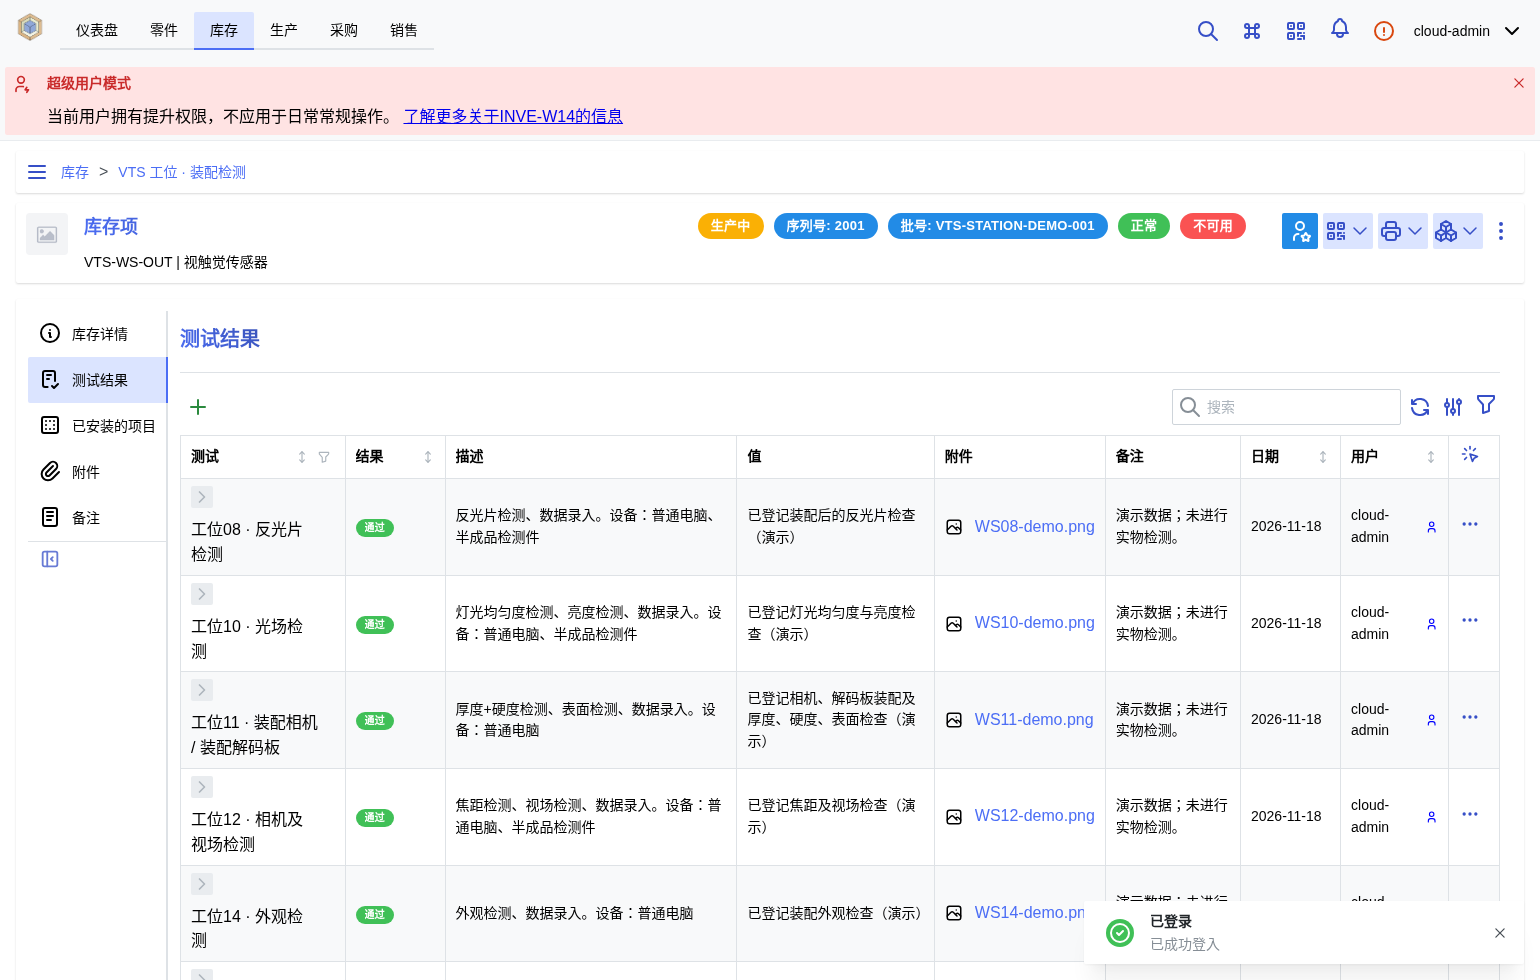 仪表盘 零件 库存 生产 采购 销售 cloud-admin
超级用户模式
当前用户拥有提升权限，不应用于日常常规操作。 了解更多关于INVE-W14的信息
库存 > VTS 工位 · 装配检测
库存项 生产中 序列号: 2001 批号: VTS-STATION-DEMO-001 正常 不可用
VTS-WS-OUT | 视触觉传感器
库存详情
测试结果
已安装的项目
附件
备注
测试结果
搜索
测试 结果 描述 值 附件 备注 日期 用户
工位08 · 反光片
检测
通过
反光片检测、数据录入。设备：普通电脑、
半成品检测件
已登记装配后的反光片检查
（演示）
WS08-demo.png
演示数据；未进行
实物检测。
2026-11-18
cloud-
admin
工位10 · 光场检
测
通过
灯光均匀度检测、亮度检测、数据录入。设
备：普通电脑、半成品检测件
已登记灯光均匀度与亮度检
查（演示）
WS10-demo.png
演示数据；未进行
实物检测。
2026-11-18
cloud-
admin
工位11 · 装配相机
/ 装配解码板
通过
厚度+硬度检测、表面检测、数据录入。设
备：普通电脑
已登记相机、解码板装配及
厚度、硬度、表面检查（演
示）
WS11-demo.png
演示数据；未进行
实物检测。
2026-11-18
cloud-
admin
工位12 · 相机及
视场检测
通过
焦距检测、视场检测、数据录入。设备：普
通电脑、半成品检测件
已登记焦距及视场检查（演
示）
WS12-demo.png
演示数据；未进行
实物检测。
2026-11-18
cloud-
admin
工位14 · 外观检
测
通过
外观检测、数据录入。设备：普通电脑
已登记装配外观检查（演示）
WS14-demo.pn
已登录
已成功登入